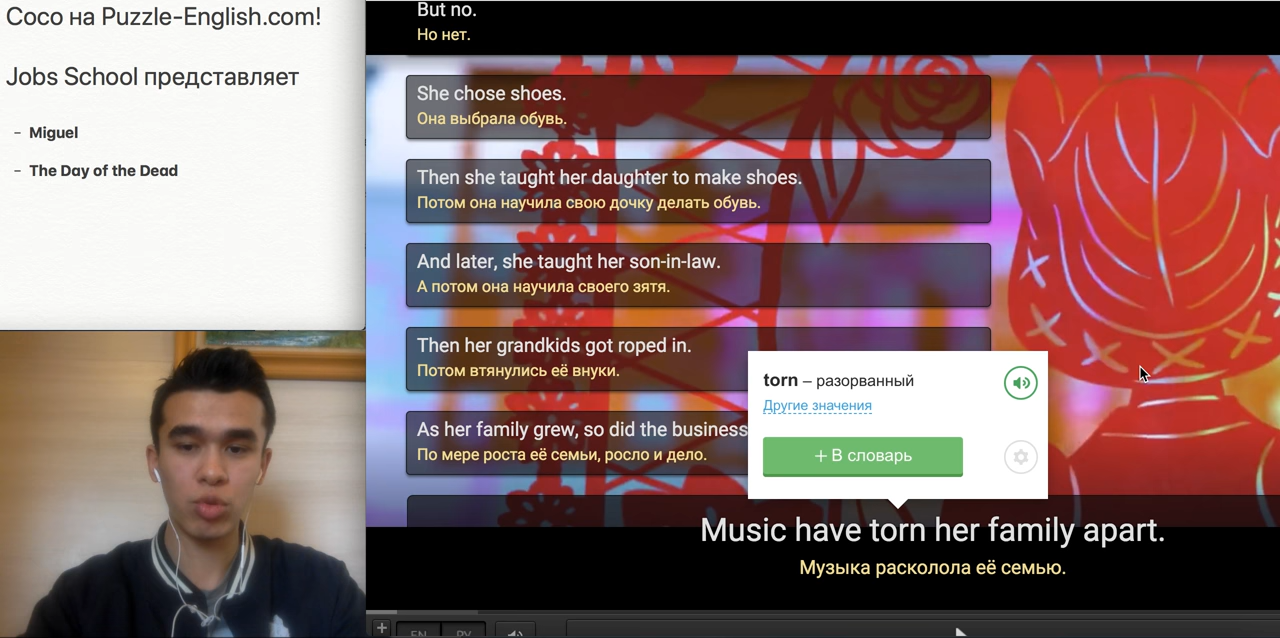 Coco на Puzzle-English.com!
Jobs School представляет
- Miguel
- The Day of the Dead
But no.
Но нет.
She chose shoes.
Она выбрала обувь.
Then she taught her daughter to make shoes.
Потом она научила свою дочку делать обувь.
And later, she taught her son-in-law.
А потом она научила своего зятя.
Then her grandkids got roped in.
Потом втянулись её внуки.
As her family grew, so did the business
По мере роста её семьи, росло и дело.
torn – разорванный
Другие значения
+ В словарь
Music have torn her family apart.
Музыка расколола её семью.
EN РУ